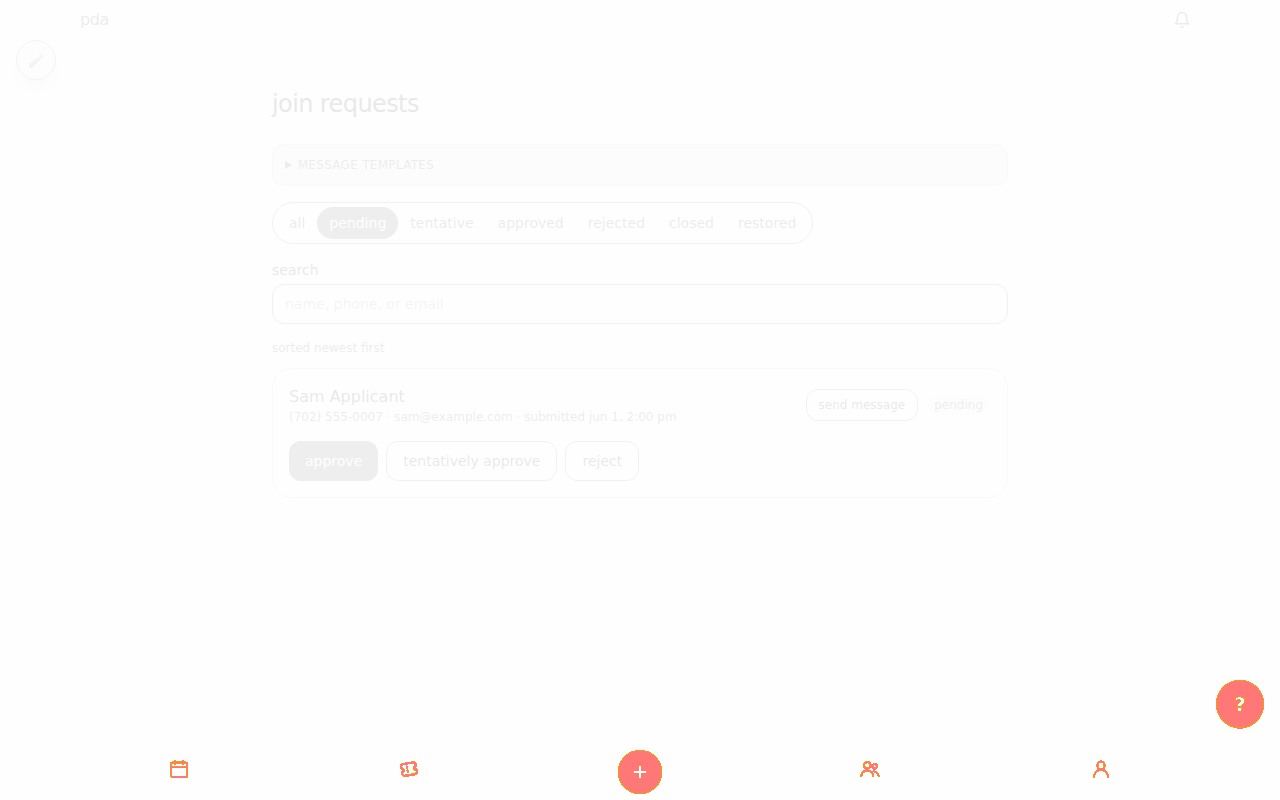 pda
join requests
▸ MESSAGE TEMPLATES
all pending tentative approved rejected closed restored
search
name, phone, or email
sorted newest first
Sam Applicant
(702) 555-0007 · sam@example.com · submitted jun 1, 2:00 pm
send message pending
approve tentatively approve reject
?
+